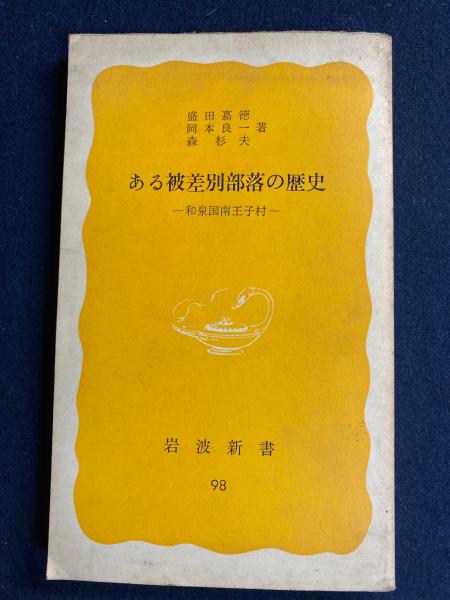 盛田嘉徳
岡本良一著
森杉夫
ある被差別部落の歴史
―和泉国南王子村―
岩波新書
98